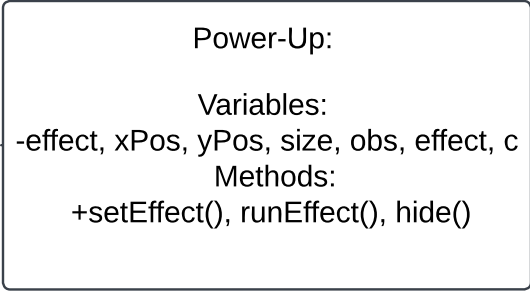 Power-Up:
Variables:
-effect, xPos, yPos, size, obs, effect, c
Methods:
+setEffect(), runEffect(), hide()